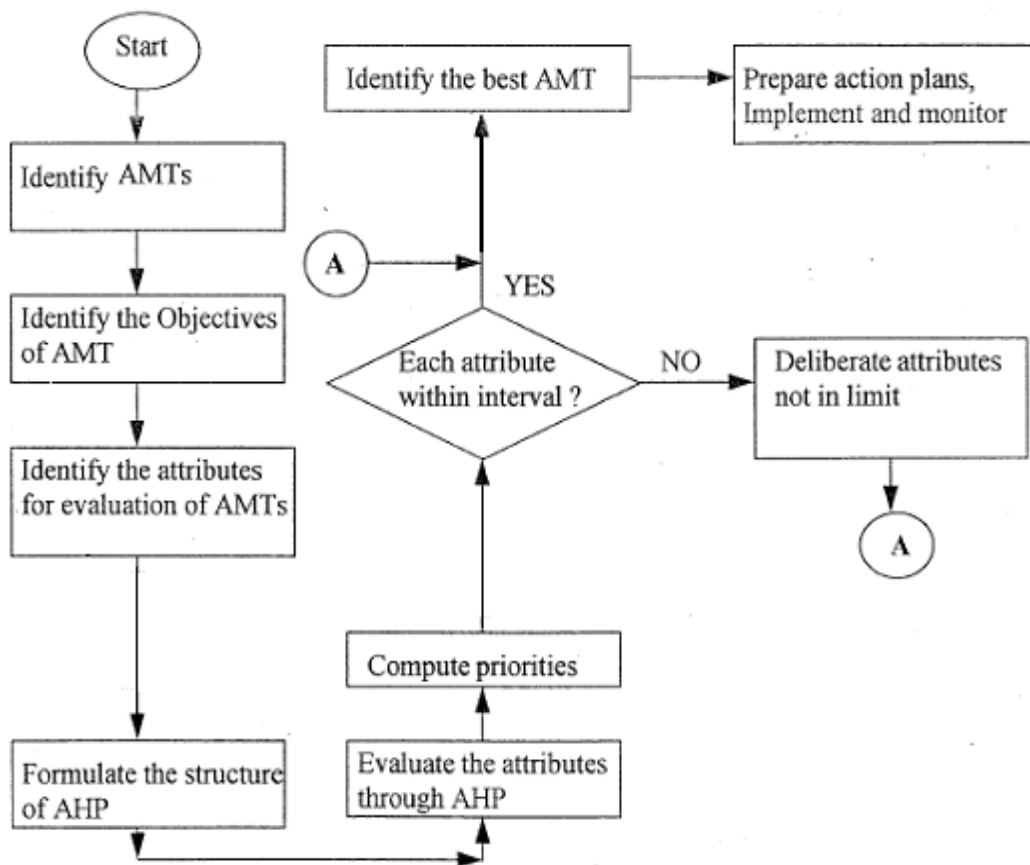 Start
Identify AMTs
Identify the Objectives
of AMT
Identify the attributes
for evaluation of AMTs
Formulate the structure
of AHP
Evaluate the attributes
through AHP
Compute priorities
Each attribute
within interval ?
YES
NO
A
Identify the best AMT
Prepare action plans,
Implement and monitor
Deliberate attributes
not in limit
A